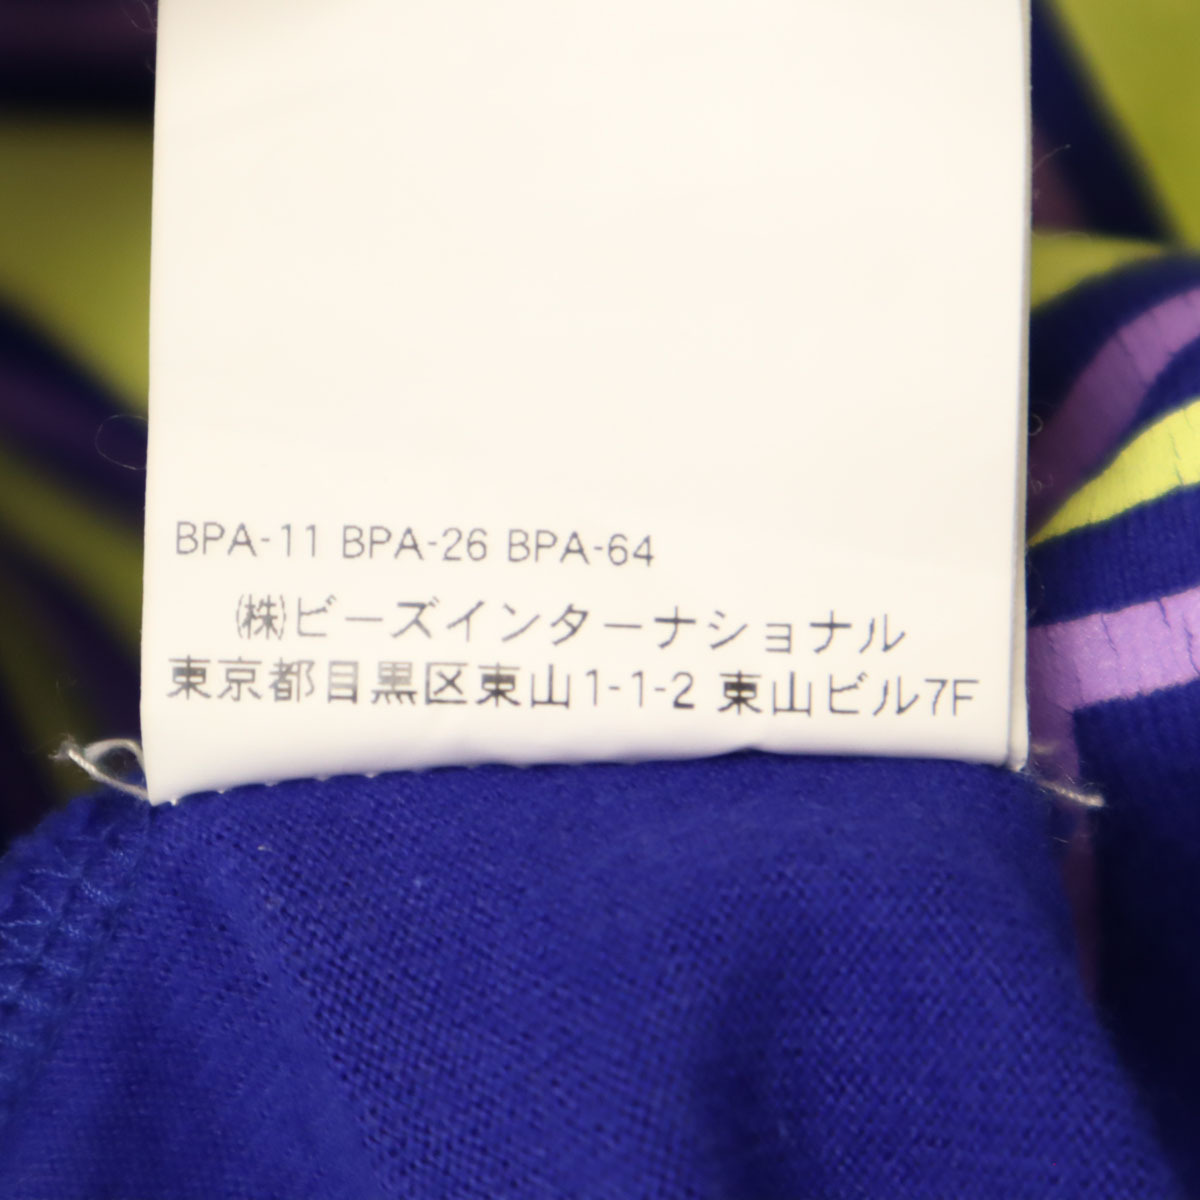 BPA-11 BPA-26 BPA-64
㈱ビーズインターナショナル
東京都目黒区東山1-1-2 東山ビル7F